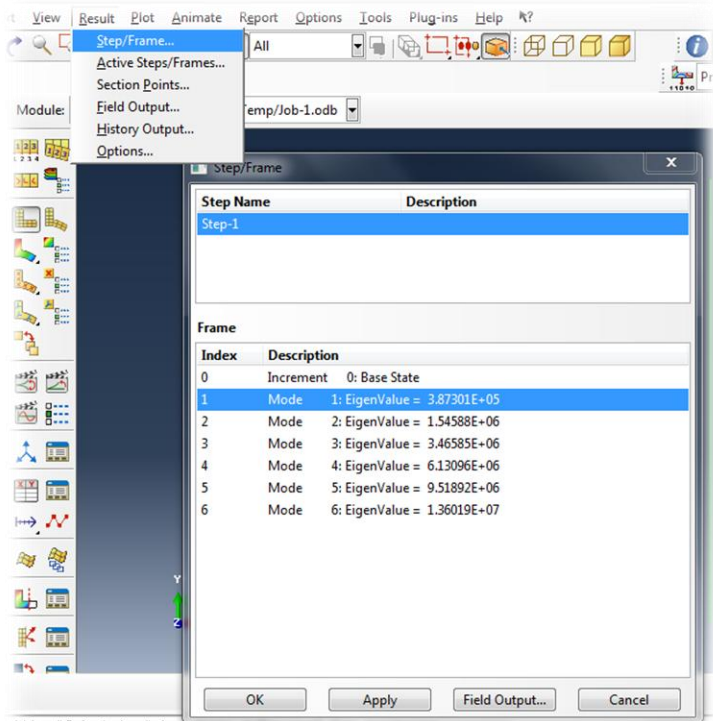 View Result Plot Animate Report Options Tools Plug-ins Help
Step/Frame...
All
Active Steps/Frames...
Section Points...
Module:
Field Output...
Temp/Job-1.odb
History Output...
Options...
Step/Frame
Step Name Description
Step-1
Frame
Index Description
0 Increment 0: Base State
1 Mode 1: EigenValue = 3.87301E+05
2 Mode 2: EigenValue = 1.54588E+06
3 Mode 3: EigenValue = 3.46585E+06
4 Mode 4: EigenValue = 6.13096E+06
5 Mode 5: EigenValue = 9.51892E+06
6 Mode 6: EigenValue = 1.36019E+07
Y
Z
OK Apply Field Output... Cancel